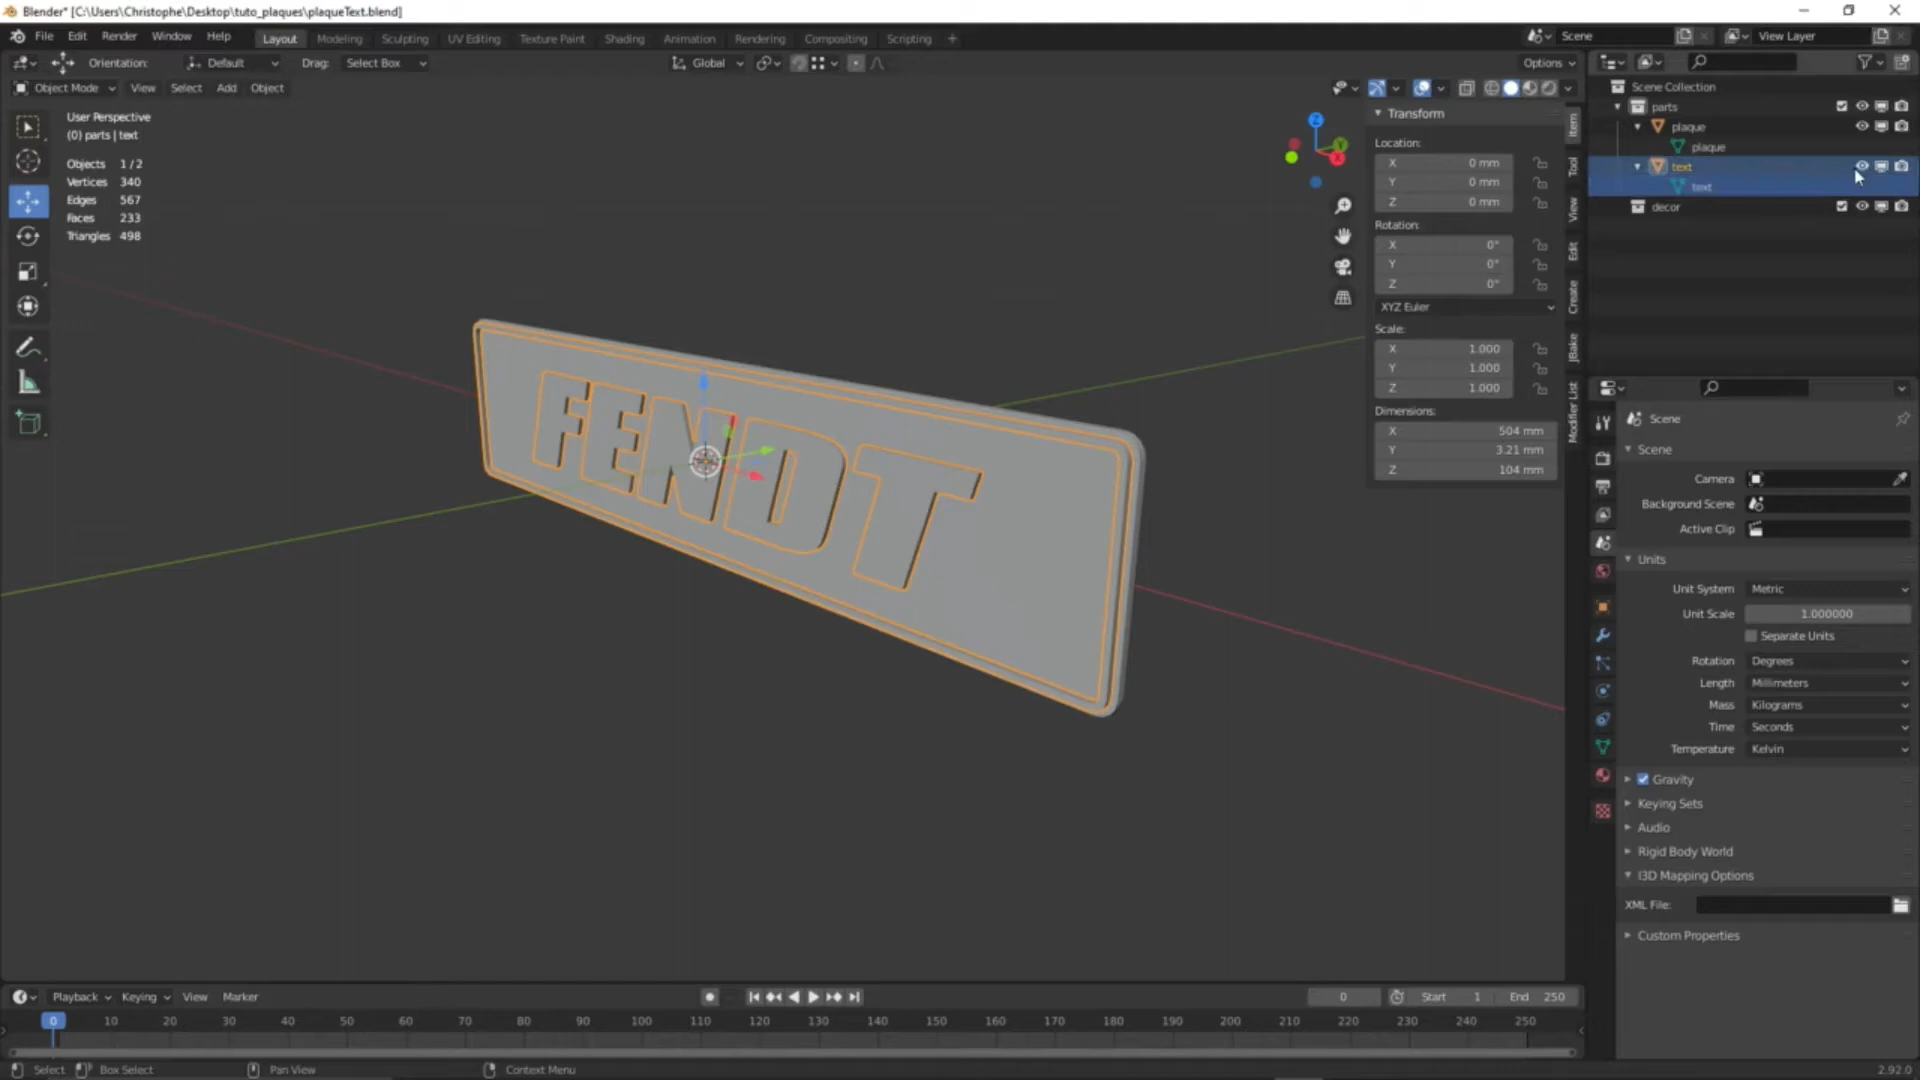 Blender* [C:\Users\Christophe\Desktop\tuto_plaques\plaqueText.blend]
File Edit Render Window Help Layout Modeling Sculpting UV Editing Texture Paint Shading Animation Rendering Compositing Scripting + Scene View Layer
Orientation: Default Drag: Select Box Global Options
Object Mode View Select Add Object
User Perspective
(0) parts | text
Objects 1 / 2
Vertices 340
Edges 567
Faces 233
Triangles 498
FENDT
Z
Y
X
Transform
Location:
X 0 mm
Y 0 mm
Z 0 mm
Rotation:
X 0°
Y 0°
Z 0°
XYZ Euler
Scale:
X 1.000
Y 1.000
Z 1.000
Dimensions:
X 504 mm
Y 3.21 mm
Z 104 mm
Item
Tool
View
Edit
Create
JBake
Modifier List
Scene Collection
parts
plaque
plaque
text
text
decor
Scene
Scene
Camera
Background Scene
Active Clip
Units
Unit System Metric
Unit Scale 1.000000
Separate Units
Rotation Degrees
Length Millimeters
Mass Kilograms
Time Seconds
Temperature Kelvin
Gravity
Keying Sets
Audio
Rigid Body World
I3D Mapping Options
XML File:
Custom Properties
Playback Keying View Marker 0 Start 1 End 250
0 10 20 30 40 50 60 70 80 90 100 110 120 130 140 150 160 170 180 190 200 210 220 230 240 250
Select Box Select Pan View Context Menu 2.92.0